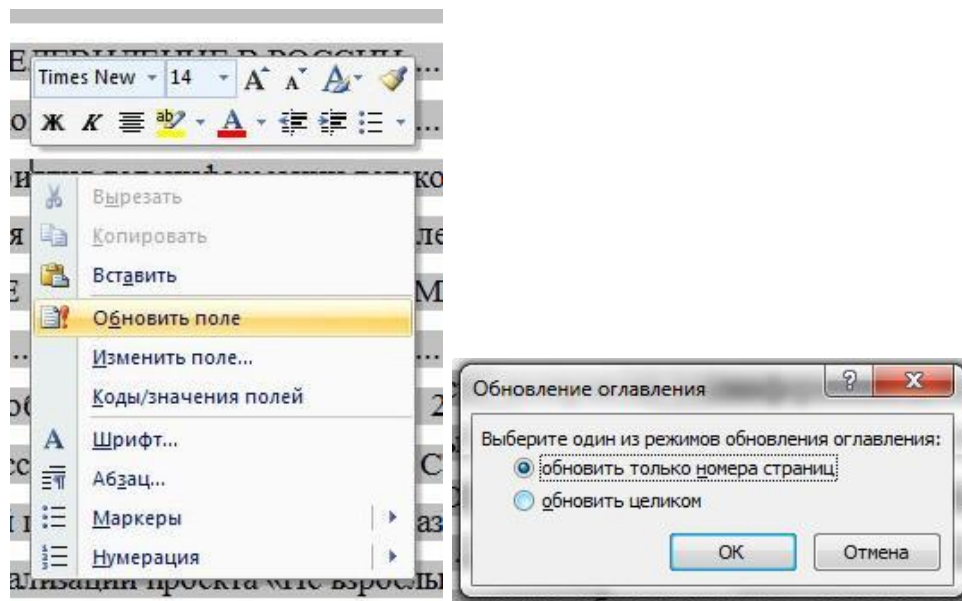 Times New 14
Ж К
Вырезать
Копировать
Вставить
Обновить поле
Изменить поле...
Коды/значения полей
Шрифт...
Абзац...
Маркеры
Нумерация
Обновление оглавления
Выберите один из режимов обновления оглавления:
обновить только номера страниц
обновить целиком
ОК Отмена